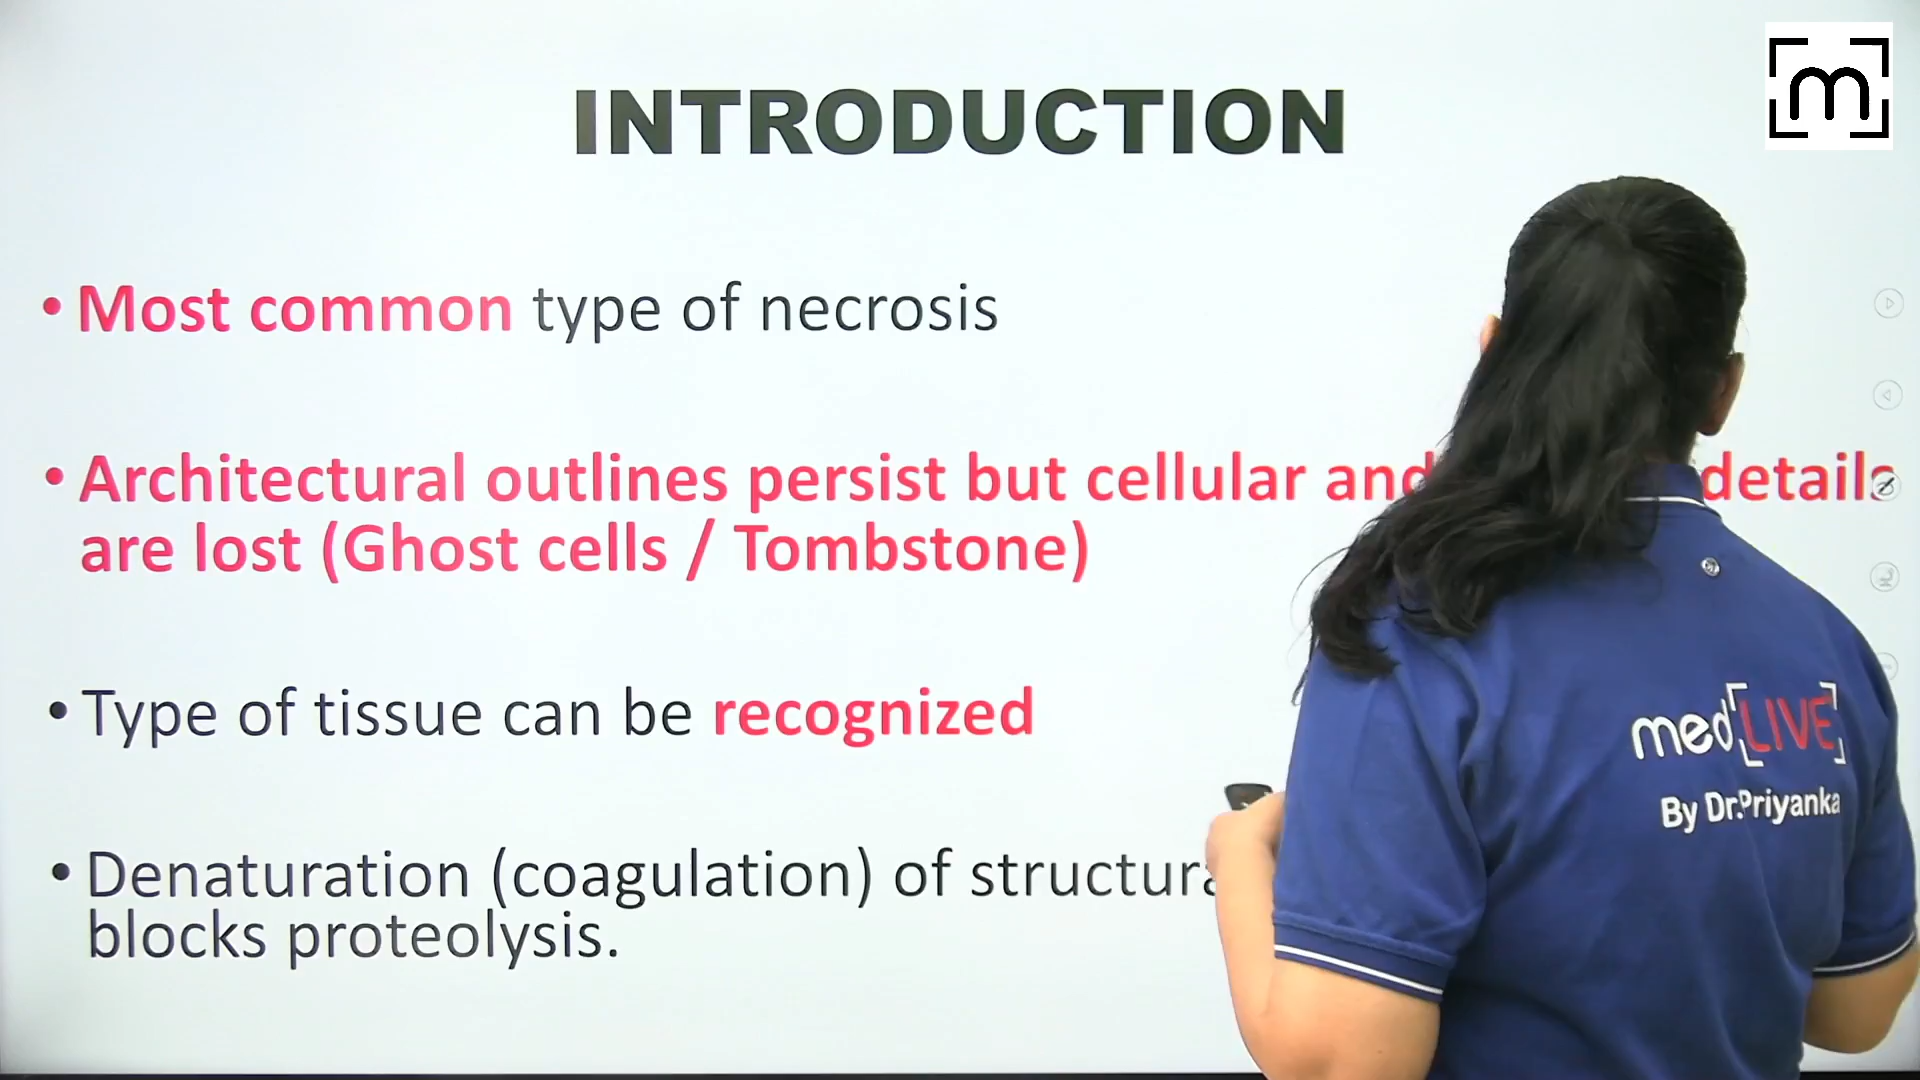 m
INTRODUCTION
• Most common type of necrosis
• Architectural outlines persist but cellular and details
are lost (Ghost cells / Tombstone)
• Type of tissue can be recognized
• Denaturation (coagulation) of
blocks proteolysis.
med LIVE
By Dr.Priyanka